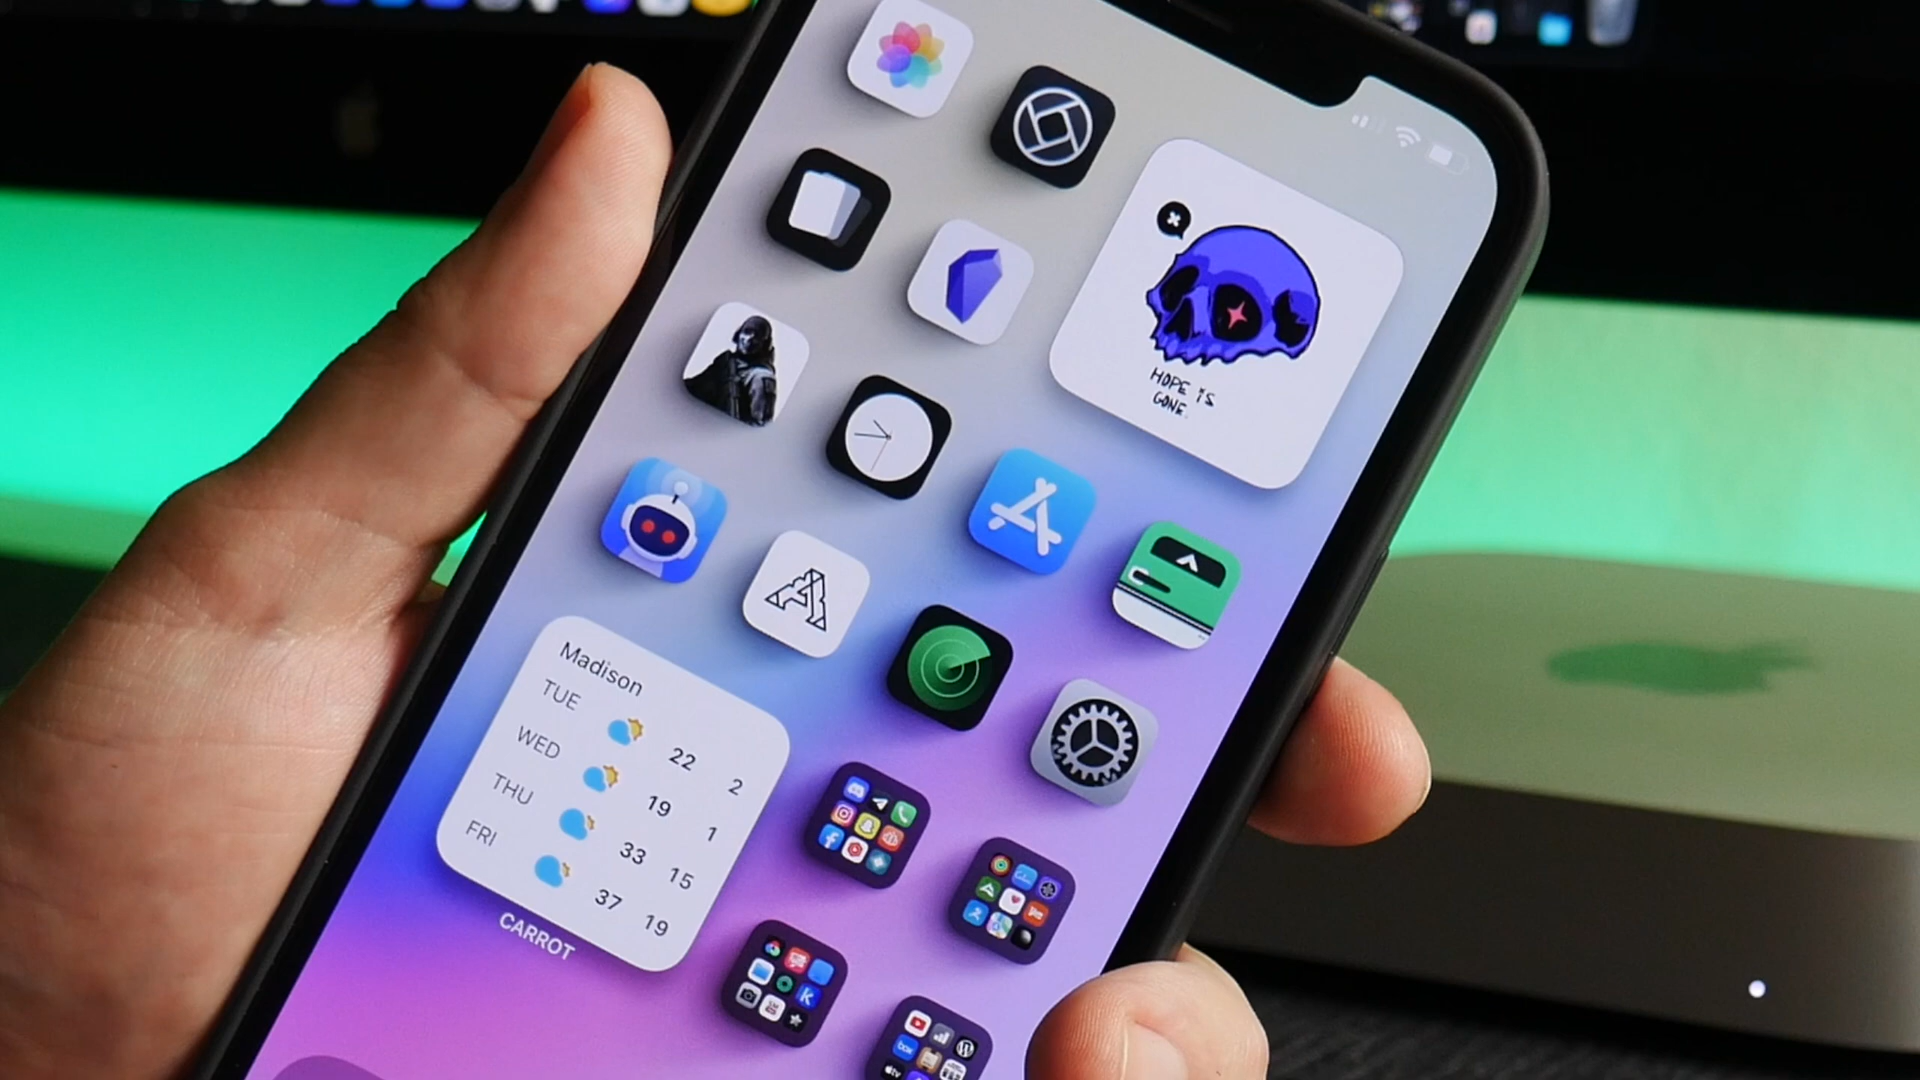 HOPE iS
GONE.
Madison
TUE 22 2
WED 19 1
THU 33 15
FRI 37 19
CARROT